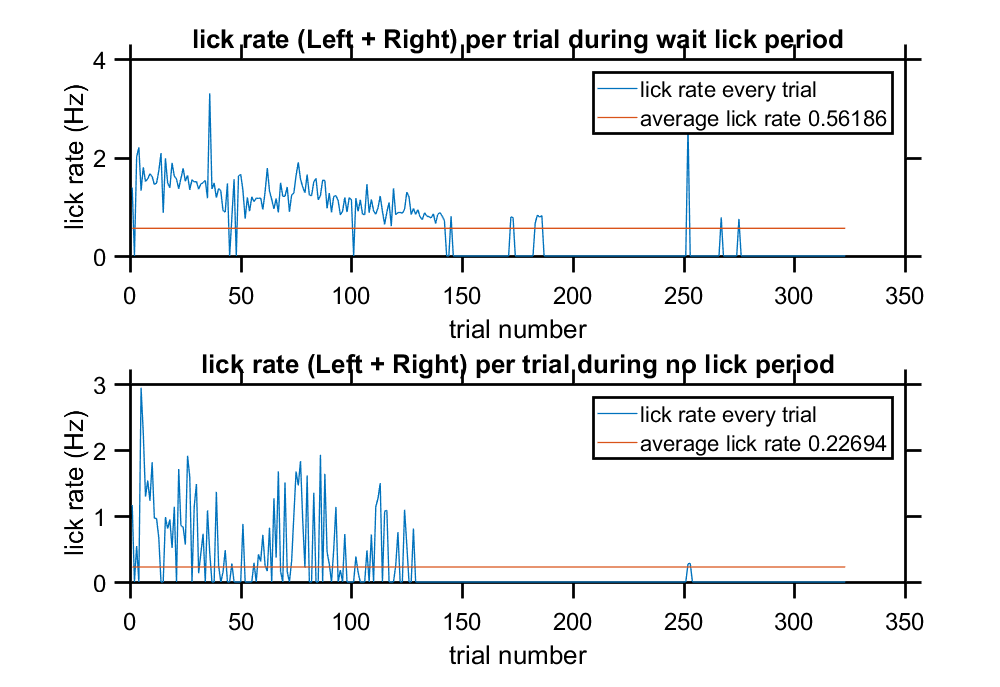 lick rate (Left + Right) per trial during wait lick period
4
2
0
lick rate (Hz)
lick rate every trial
average lick rate 0.56186
0 50 100 150 200 250 300 350
trial number
lick rate (Left + Right) per trial during no lick period
3
2
1
0
lick rate (Hz)
lick rate every trial
average lick rate 0.22694
0 50 100 150 200 250 300 350
trial number